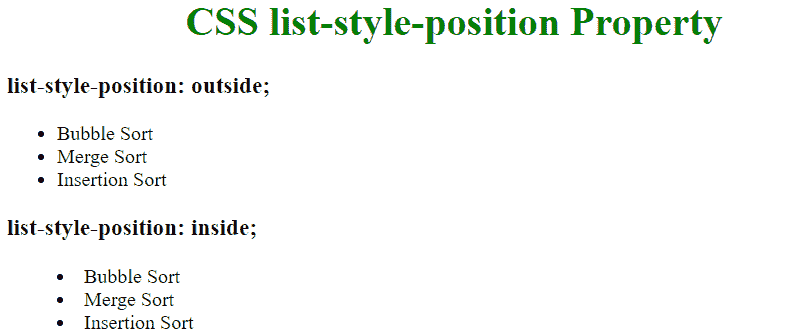 CSS list-style-position Property
list-style-position: outside;
• Bubble Sort
• Merge Sort
• Insertion Sort
list-style-position: inside;
• Bubble Sort
• Merge Sort
• Insertion Sort